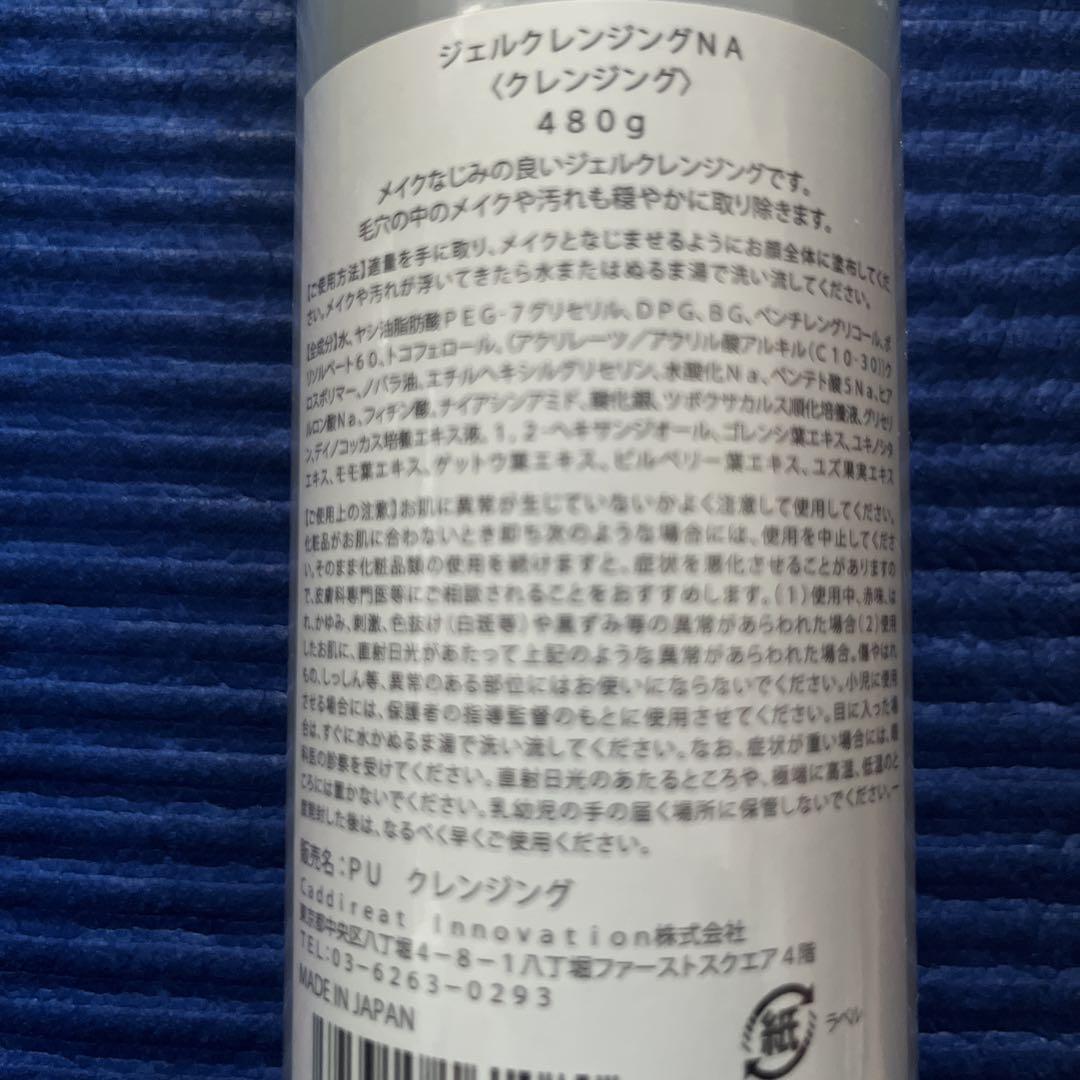 ジェルクレンジングNA
〈クレンジング〉
480g
メイクなじみの良いジェルクレンジングです。
毛穴の中のメイクや汚れも穏やかに取り除きます。
【ご使用方法】適量を手に取り、メイクとなじませるようにお顔全体に塗布してくだ
さい。メイクや汚れが浮いてきたら水またはぬるま湯で洗い流してください。
【全成分】水、ヤシ油脂肪酸PEG-7グリセリル、DPG、BG、ペンチレングリコール、ポ
リソルベート60、トコフェロール、(アクリレーツ/アクリル酸アルキル(C10-30))ク
ロスポリマー、ノバラ油、エチルヘキシルグリセリン、水酸化Na、ペンテト酸5Na、ヒア
ルロン酸Na、フィチン酸、ナイアシンアミド、酸化銀、ツボクサカルス順化培養液、グリセリ
ン、デイノコッカス培養エキス液、1,2-ヘキサンジオール、ゴレンシ葉エキス、ユキノシタ
エキス、モモ葉エキス、ゲットウ葉エキス、ビルベリー葉エキス、ユズ果実エキス
【ご使用上の注意】お肌に異常が生じていないかよく注意して使用してください。
化粧品がお肌に合わないとき即ち次のような場合には、使用を中止してくださ
い。そのまま化粧品類の使用を続けますと、症状を悪化させることがありますの
で、皮膚科専門医等にご相談されることをおすすめします。(1)使用中、赤味、は
れ、かゆみ、刺激、色抜け(白斑等)や黒ずみ等の異常があらわれた場合(2)使用
したお肌に、直射日光があたって上記のような異常があらわれた場合。傷やはれ
もの、しっしん等、異常のある部位にはお使いにならないでください。小児に使用
させる場合には、保護者の指導監督のもとに使用させてください。目に入った場
合は、すぐに水かぬるま湯で洗い流してください。なお、症状が重い場合には、眼
科医の診察を受けてください。直射日光のあたるところや、極端に高温、低温のと
ころには置かないでください。乳幼児の手の届く場所に保管しないでください。一
度開封した後は、なるべく早くご使用ください。
販売名:PU クレンジング
Caddireat Innovation株式会社
東京都中央区八丁堀4-8-1八丁堀ファーストスクエア4階
TEL:03-6263-0293
MADE IN JAPAN
紙
ラベル